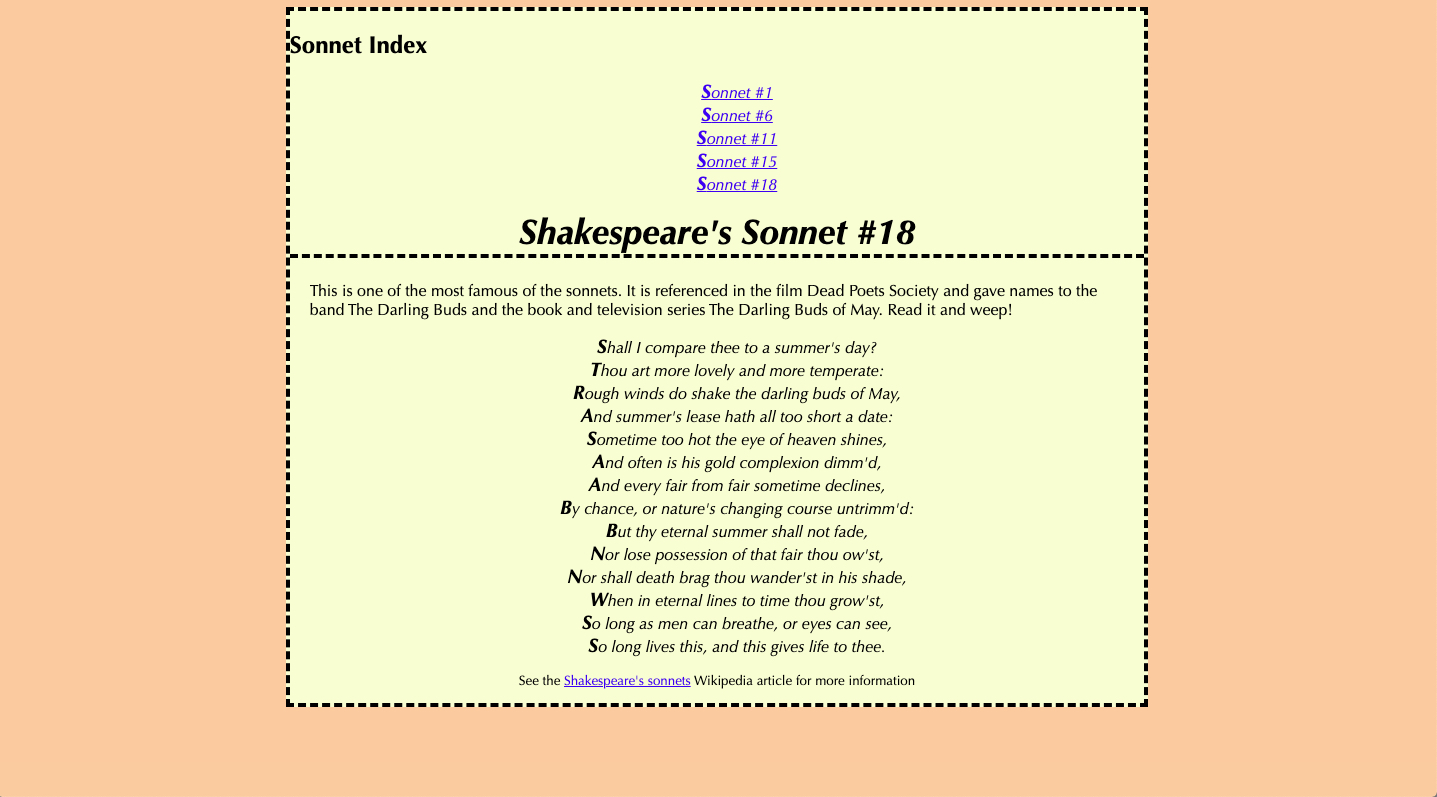 Sonnet Index
Sonnet #1
Sonnet #6
Sonnet #11
Sonnet #15
Sonnet #18
Shakespeare's Sonnet #18
This is one of the most famous of the sonnets. It is referenced in the film Dead Poets Society and gave names to the
band The Darling Buds and the book and television series The Darling Buds of May. Read it and weep!
Shall I compare thee to a summer's day?
Thou art more lovely and more temperate:
Rough winds do shake the darling buds of May,
And summer's lease hath all too short a date:
Sometime too hot the eye of heaven shines,
And often is his gold complexion dimm'd,
And every fair from fair sometime declines,
By chance, or nature's changing course untrimm'd:
But thy eternal summer shall not fade,
Nor lose possession of that fair thou ow'st,
Nor shall death brag thou wander'st in his shade,
When in eternal lines to time thou grow'st,
So long as men can breathe, or eyes can see,
So long lives this, and this gives life to thee.
See the Shakespeare's sonnets Wikipedia article for more information